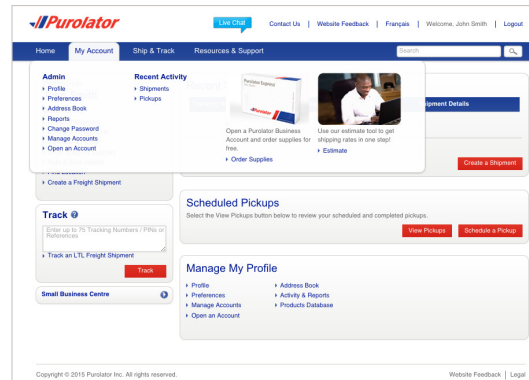 Purolator
Live Chat
Contact Us | Website Feedback | Français | Welcome, John Smith | Logout
Home My Account Ship & Track Resources & Support
Search
Admin
Profile
Preferences
Address Book
Reports
Change Password
Manage Accounts
Open an Account
Recent Activity
Shipments
Pickups
Purolator Express
Purolator
Open a Purolator Business
Account and order supplies for
free.
Order Supplies
Use our estimate tool to get
shipping rates in one step!
Estimate
Details
Create a Shipment
Create a Freight Shipment
Track
Enter up to 75 Tracking Numbers / PINs or
References
Track an LTL Freight Shipment
Track
Small Business Centre
Scheduled Pickups
Select the View Pickups button below to review your scheduled and completed pickups.
View Pickups
Schedule a Pickup
Manage My Profile
Profile
Preferences
Manage Accounts
Open an Account
Address Book
Activity & Reports
Products Database
Copyright © 2015 Purolator Inc. All rights reserved.
Website Feedback | Legal